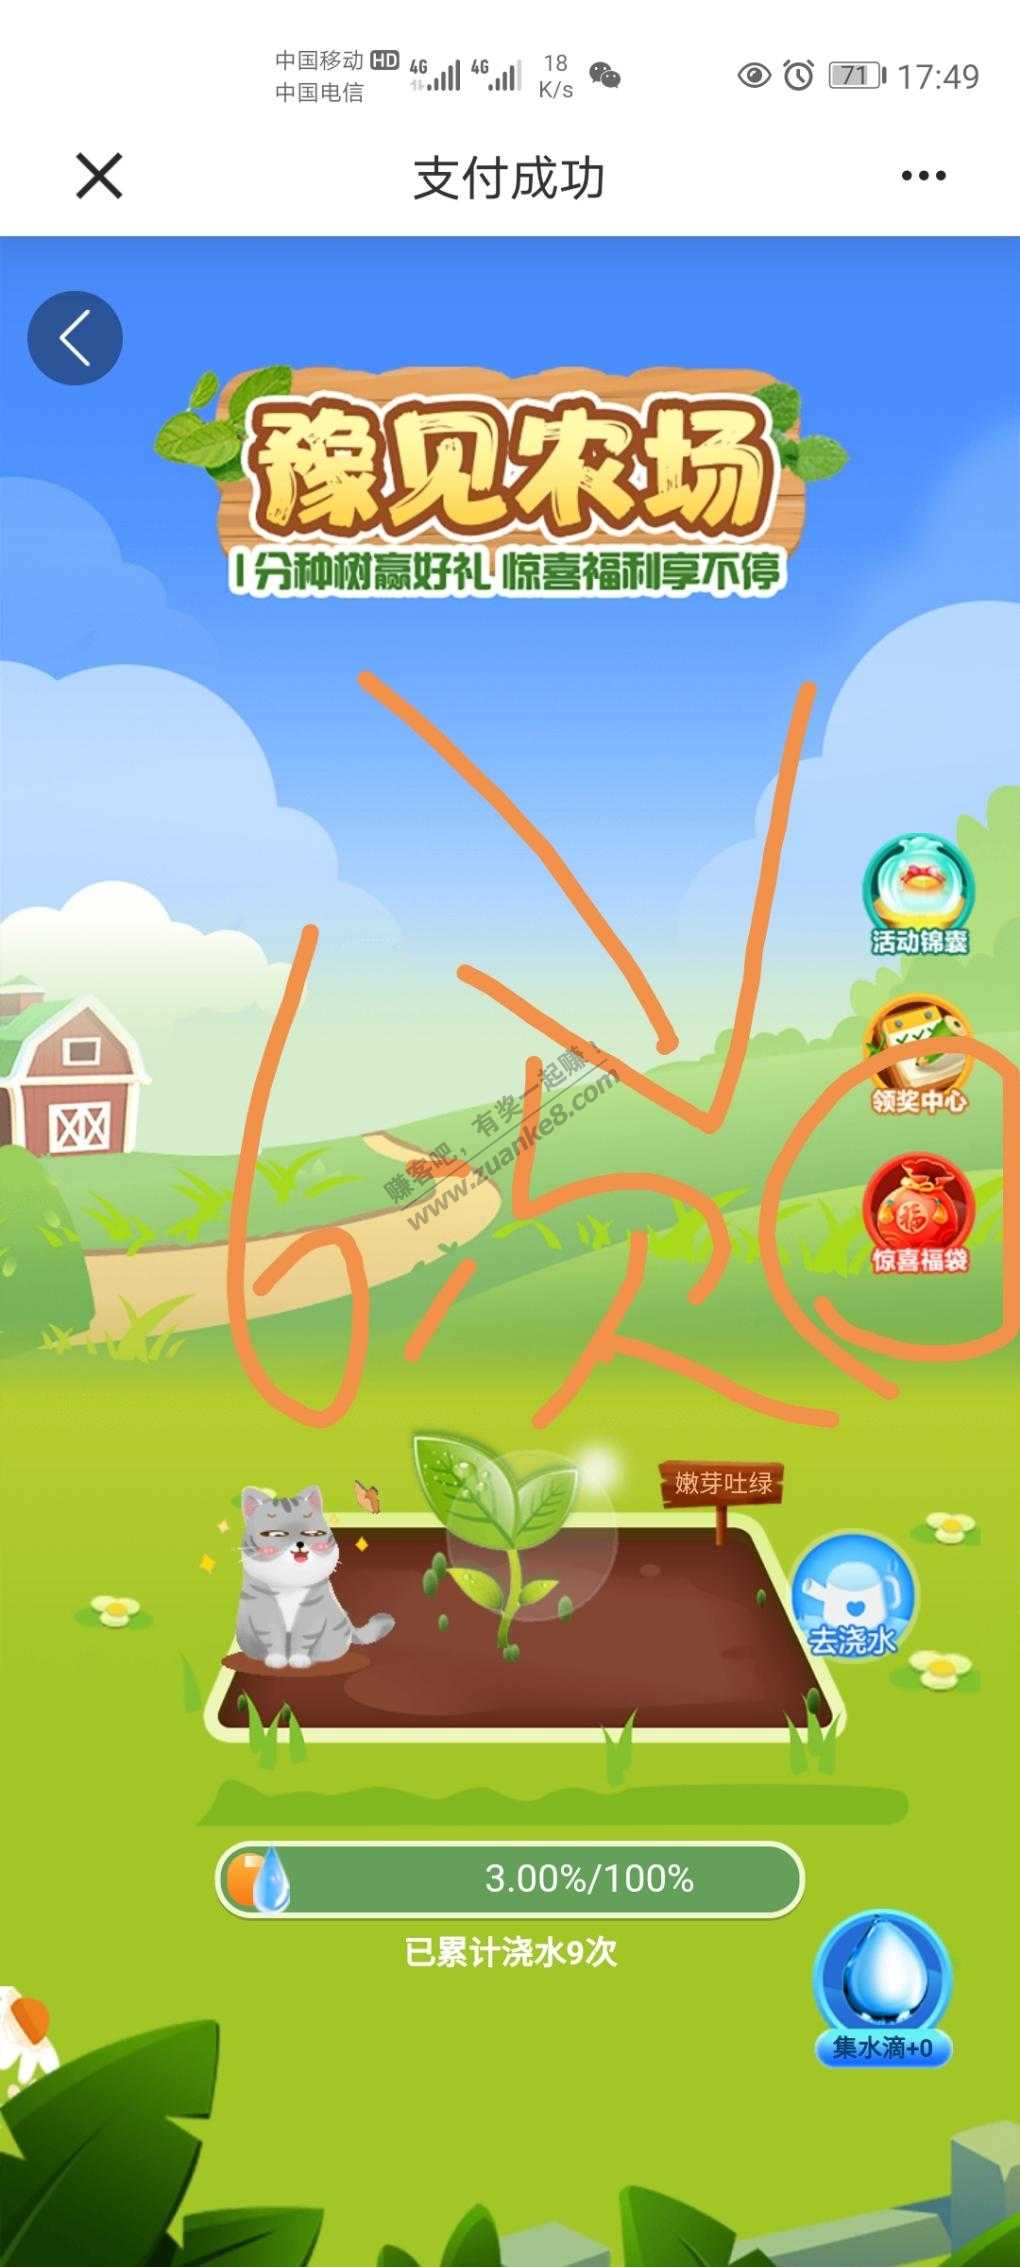 中国移动 HD 4G 4G 18 K/s 71 17:49
中国电信
支付成功
豫见农场
1分种树赢好礼 惊喜福利享不停
活动锦囊
领奖中心
赚客吧,有奖一起赚!
www.zuanke8.com
惊喜福袋
嫩芽吐绿
去浇水
3.00%/100%
已累计浇水9次
集水滴+0